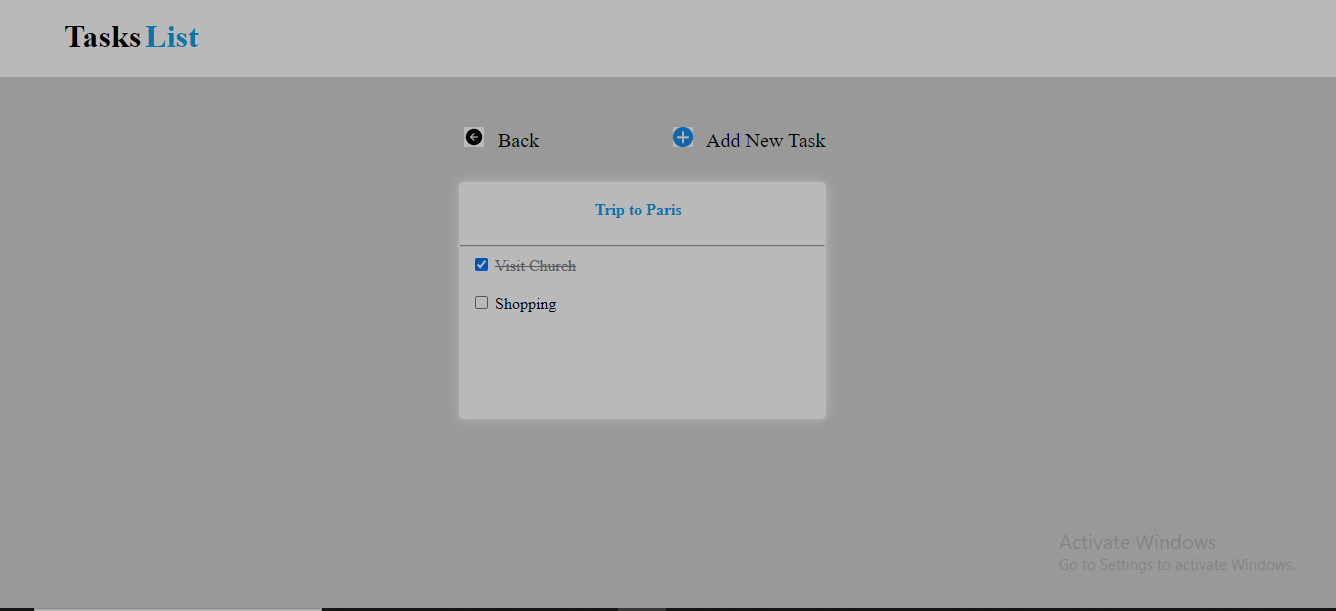 Tasks List
Back
Add New Task
Trip to Paris
Visit Church
Shopping
Activate Windows
Go to Settings to activate Windows.